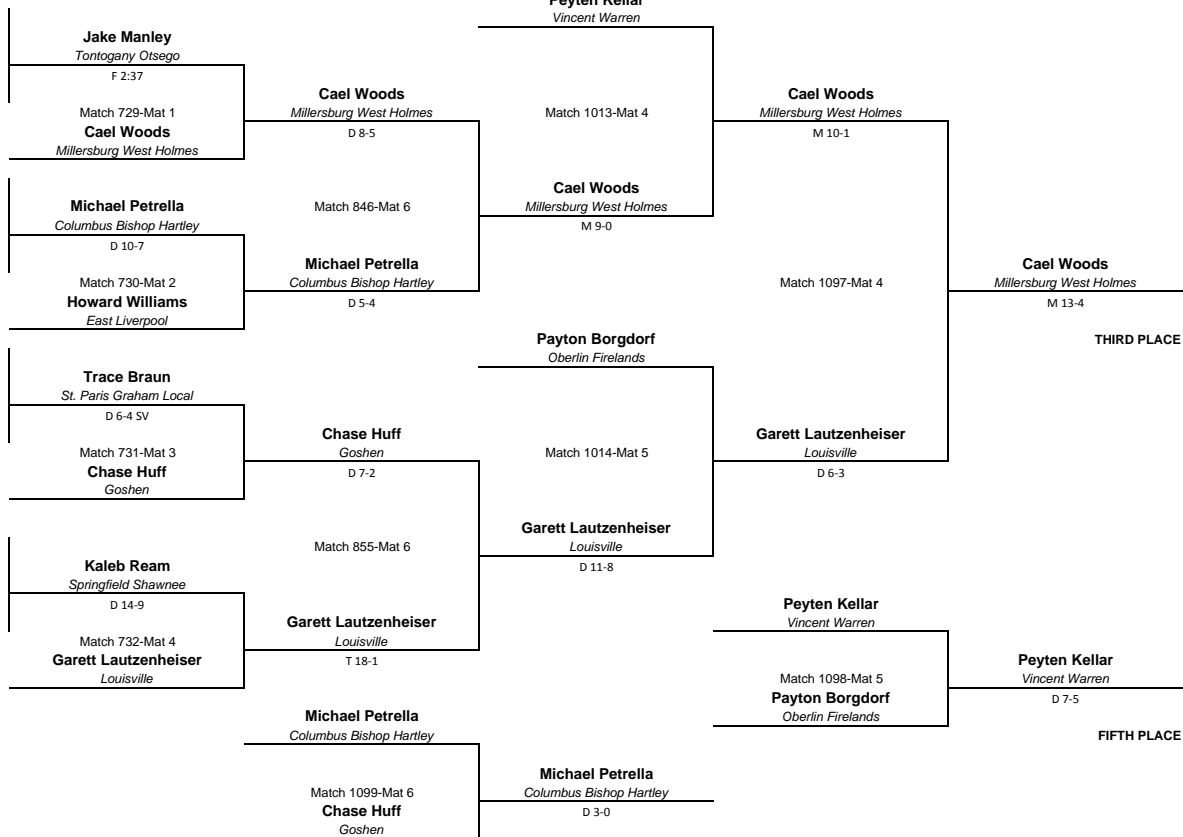 Peyten Kellar
Vincent Warren
Jake Manley
Tontogany Otsego
F 2:37
Match 729-Mat 1
Cael Woods
Millersburg West Holmes
Cael Woods
Millersburg West Holmes
D 8-5
Match 1013-Mat 4
Cael Woods
Millersburg West Holmes
M 10-1
Michael Petrella
Columbus Bishop Hartley
D 10-7
Match 730-Mat 2
Howard Williams
East Liverpool
Match 846-Mat 6
Cael Woods
Millersburg West Holmes
M 9-0
Michael Petrella
Columbus Bishop Hartley
D 5-4
Match 1097-Mat 4
Cael Woods
Millersburg West Holmes
M 13-4
THIRD PLACE
Payton Borgdorf
Oberlin Firelands
Trace Braun
St. Paris Graham Local
D 6-4 SV
Match 731-Mat 3
Chase Huff
Goshen
Chase Huff
Goshen
D 7-2
Match 1014-Mat 5
Garett Lautzenheiser
Louisville
D 6-3
Match 855-Mat 6
Garett Lautzenheiser
Louisville
D 11-8
Kaleb Ream
Springfield Shawnee
D 14-9
Match 732-Mat 4
Garett Lautzenheiser
Louisville
Garett Lautzenheiser
Louisville
T 18-1
Peyten Kellar
Vincent Warren
Match 1098-Mat 5
Payton Borgdorf
Oberlin Firelands
Peyten Kellar
Vincent Warren
D 7-5
FIFTH PLACE
Michael Petrella
Columbus Bishop Hartley
Match 1099-Mat 6
Chase Huff
Goshen
Michael Petrella
Columbus Bishop Hartley
D 3-0